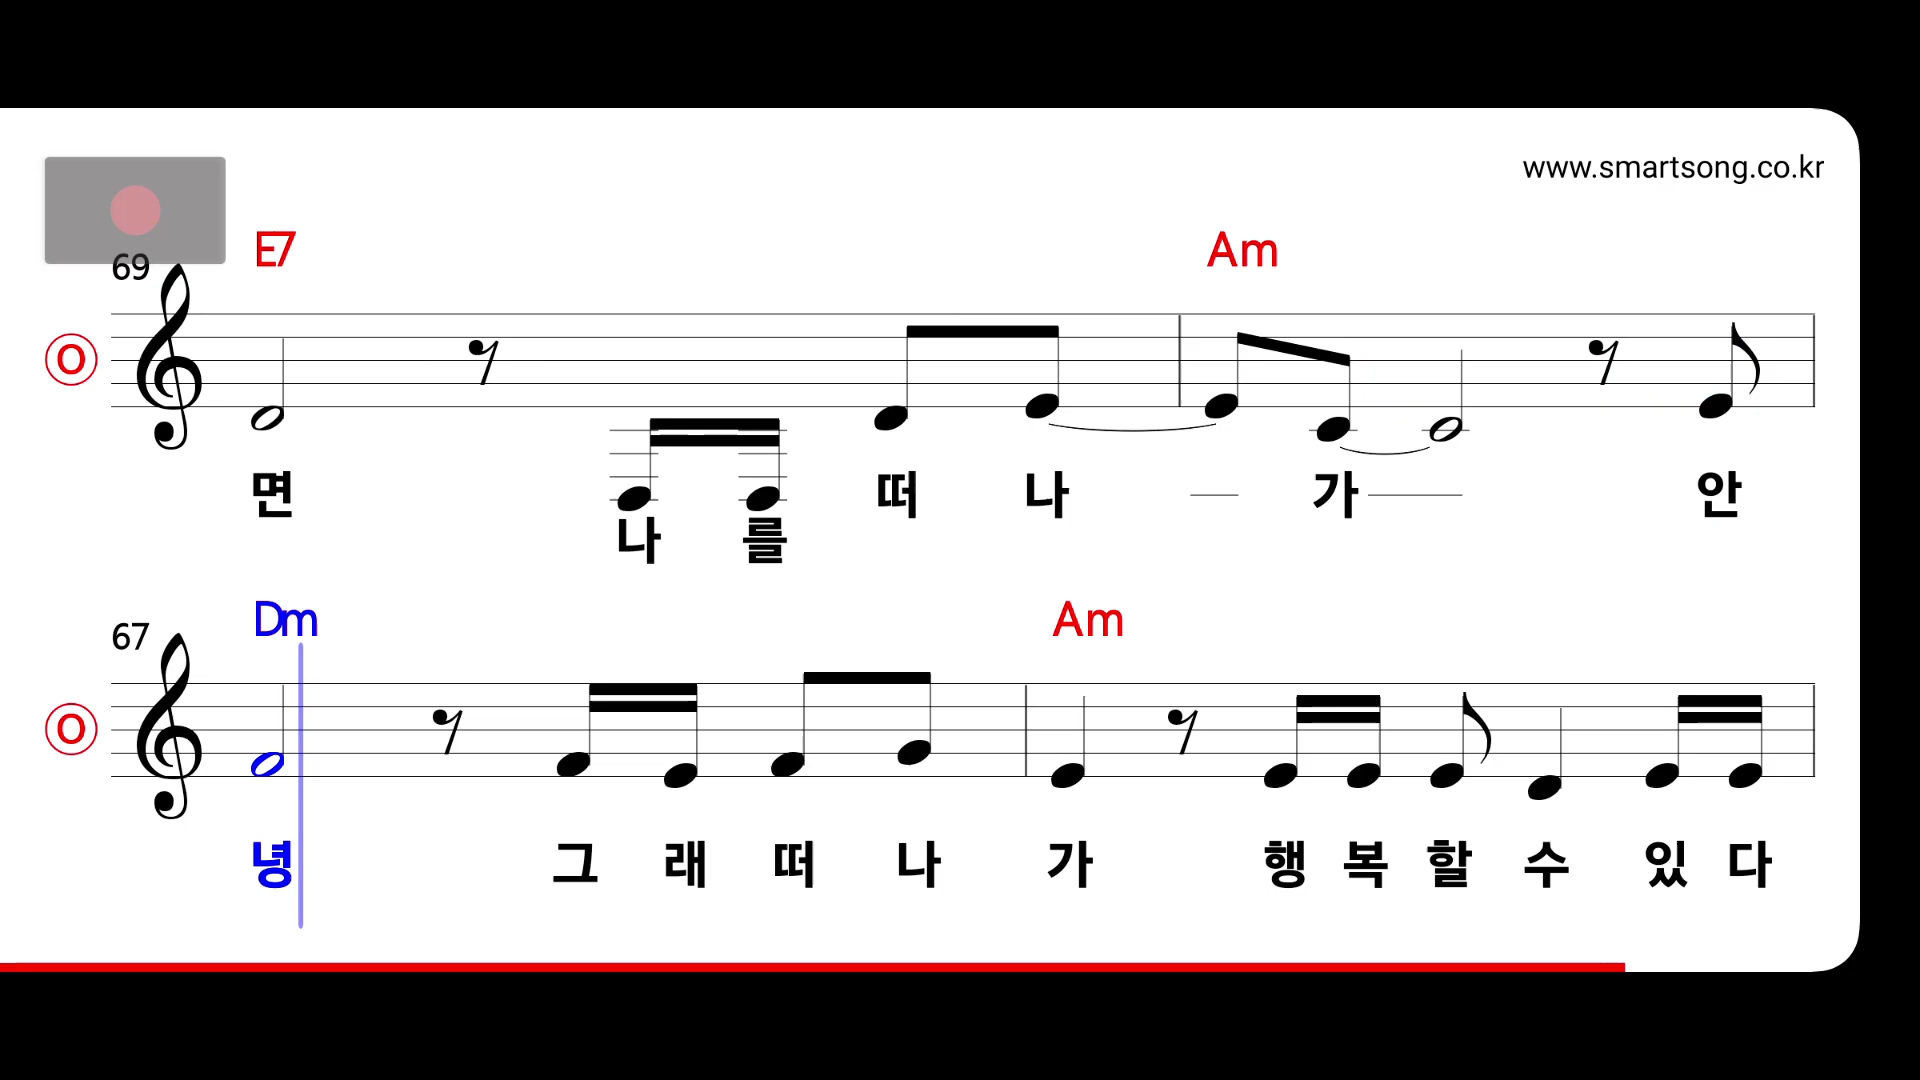 www.smartsong.co.kr
E7 Am
69
O
면 떠 나 가 안
나 를
Dm Am
67
O
녕 그 래 떠 나 가 행 복 할 수 있 다